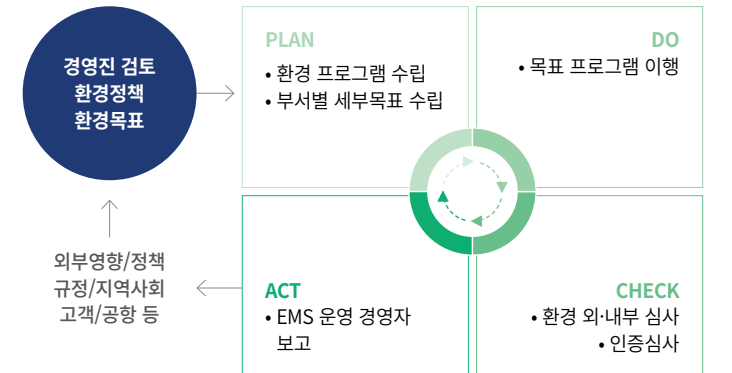 경영진 검토
환경정책
환경목표
PLAN
• 환경 프로그램 수립
• 부서별 세부목표 수립
DO
• 목표 프로그램 이행
외부영향/정책
규정/지역사회
고객/공항 등
ACT
• EMS 운영 경영자
보고
CHECK
• 환경 외·내부 심사
• 인증심사